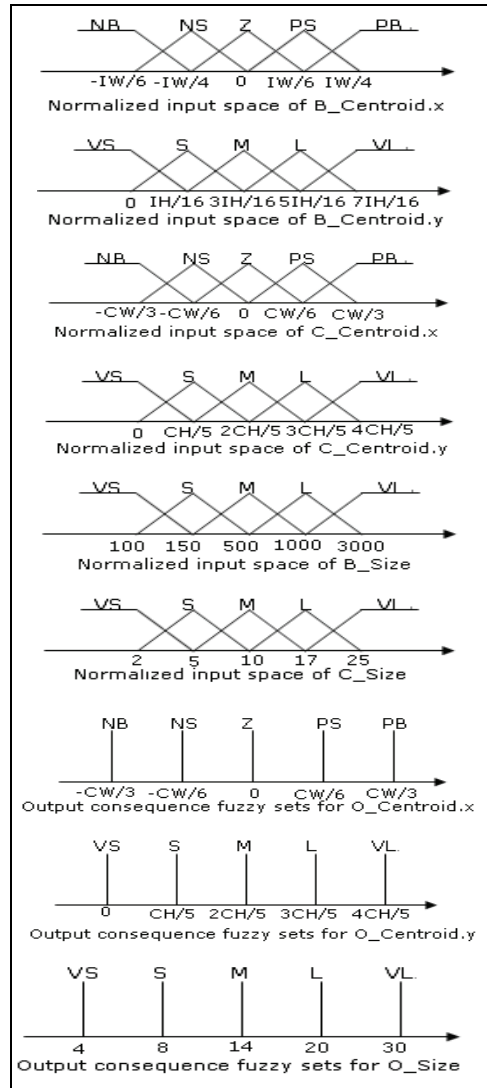 NB NS Z PS PB
-IW/6 -IW/4 0 IW/6 IW/4
Normalized input space of B_Centroid.x
VS S M L VL
0 IH/16 3IH/16 5IH/16 7IH/16
Normalized input space of B_Centroid.y
NB NS Z PS PB
-CW/3 -CW/6 0 CW/6 CW/3
Normalized input space of C_Centroid.x
VS S M L VL
0 CH/5 2CH/5 3CH/5 4CH/5
Normalized input space of C_Centroid.y
VS S M L VL
100 150 500 1000 3000
Normalized input space of B_Size
VS S M L VL
2 5 10 17 25
Normalized input space of C_Size
NB NS Z PS PB
-CW/3 -CW/6 0 CW/6 CW/3
Output consequence fuzzy sets for O_Centroid.x
VS S M L VL
0 CH/5 2CH/5 3CH/5 4CH/5
Output consequence fuzzy sets for O_Centroid.y
VS S M L VL
4 8 14 20 30
Output consequence fuzzy sets for O_Size